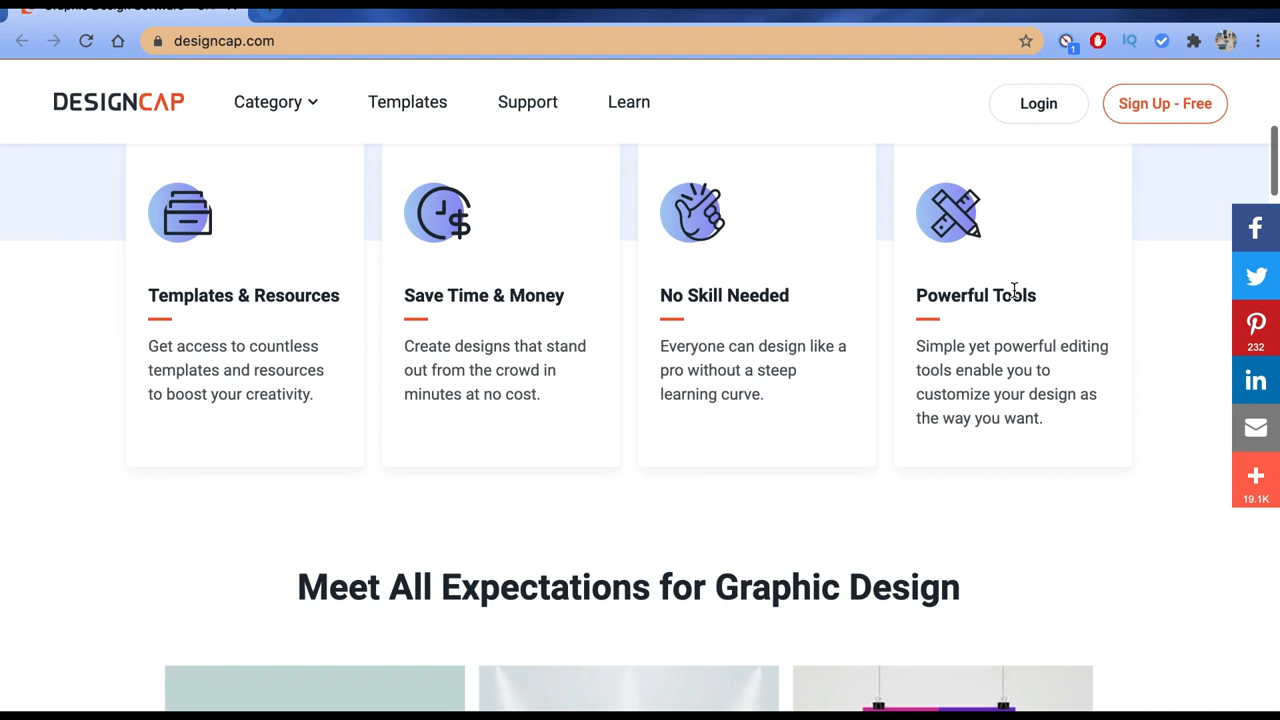 designcap.com
1
IQ
DESIGNCAP
Category
Templates
Support
Learn
Login
Sign Up - Free
Templates & Resources
Get access to countless
templates and resources
to boost your creativity.
Save Time & Money
Create designs that stand
out from the crowd in
minutes at no cost.
No Skill Needed
Everyone can design like a
pro without a steep
learning curve.
Powerful Tools
Simple yet powerful editing
tools enable you to
customize your design as
the way you want.
232
19.1K
Meet All Expectations for Graphic Design